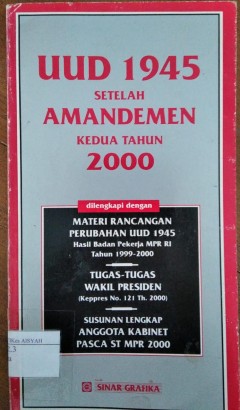 UUD 1945
SETELAH
AMANDEMEN
KEDUA TAHUN
2000
dilengkapi dengan
MATERI RANCANGAN
PERUBAHAN UUD 1945
Hasil Badan Pekerja MPR RI
Tahun 1999-2000
TUGAS-TUGAS
WAKIL PRESIDEN
(Keppres No. 121 Th. 2000)
SUSUNAN LENGKAP
ANGGOTA KABINET
PASCA ST MPR 2000
SINAR GRAFIKA